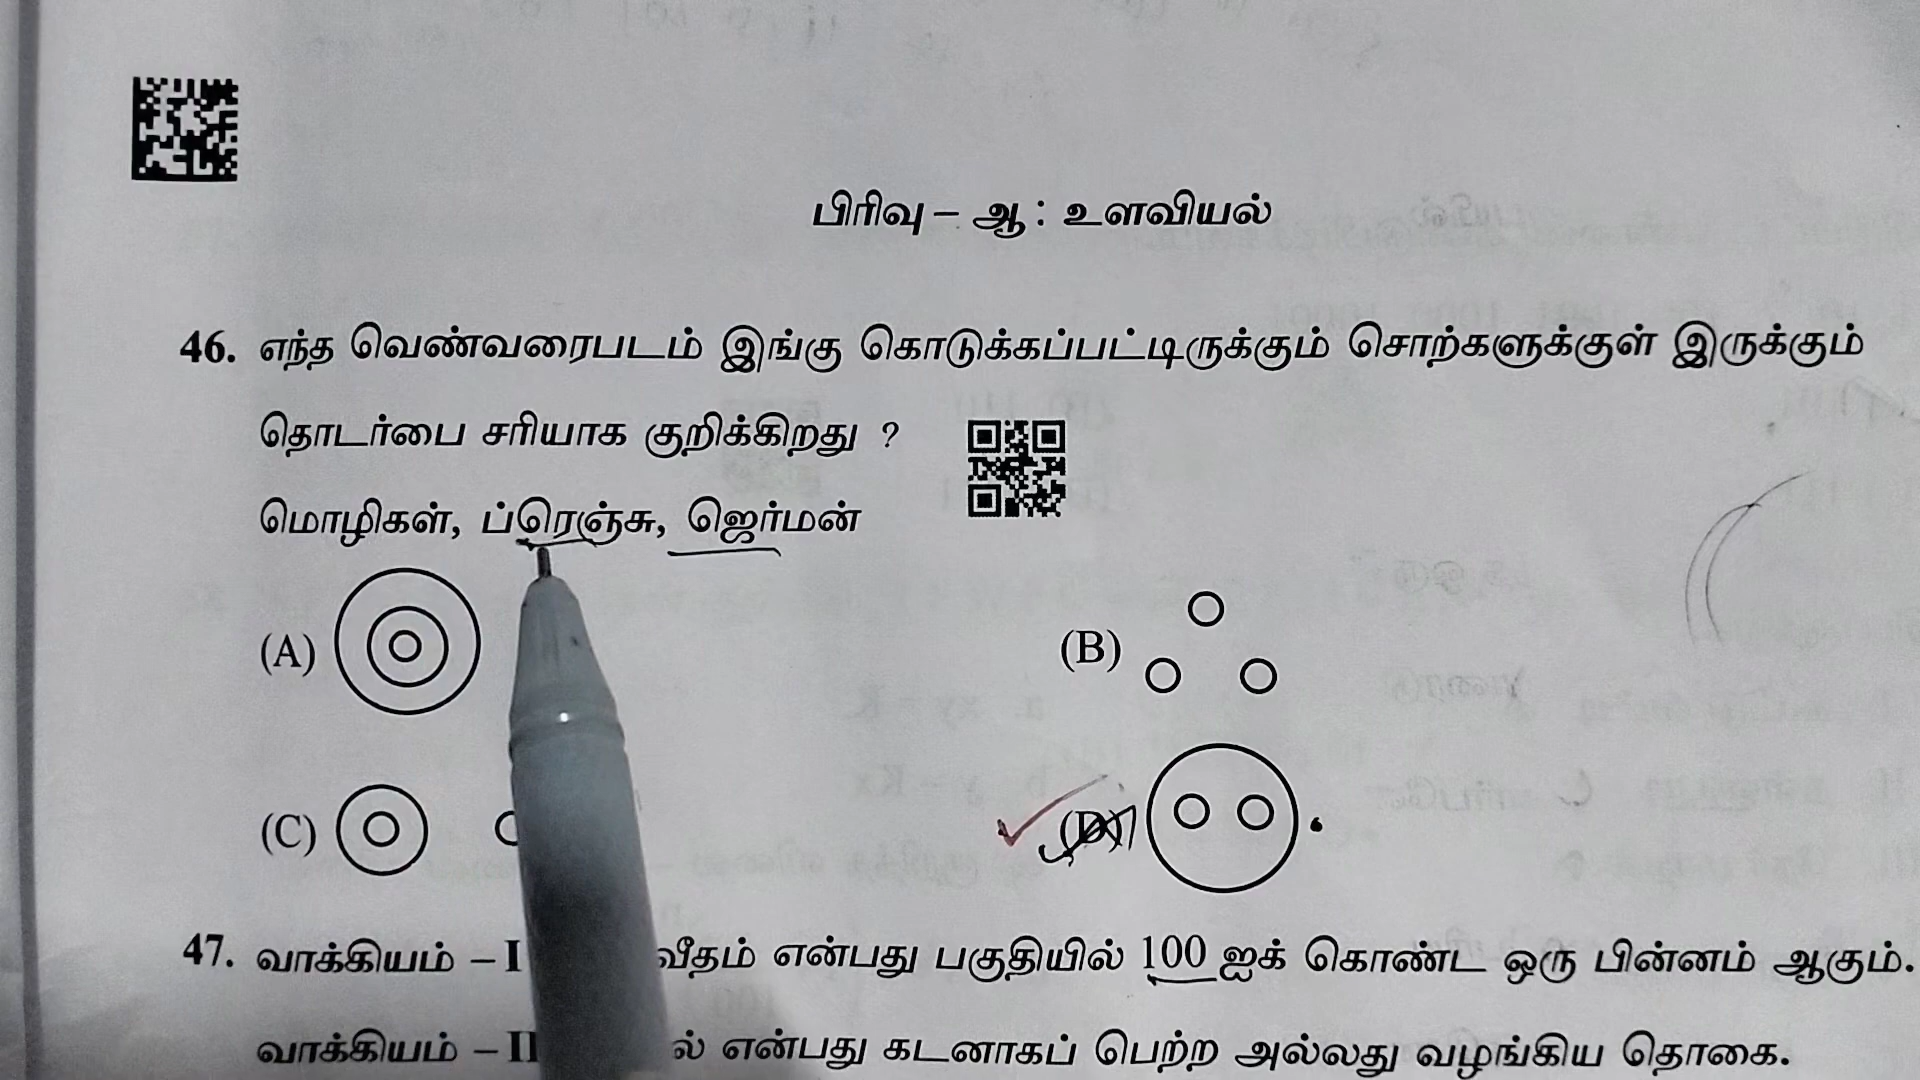 பிரிவு – ஆ : உளவியல்
46. எந்த வெண்வரைபடம் இங்கு கொடுக்கப்பட்டிருக்கும் சொற்களுக்குள் இருக்கும்
தொடர்பை சரியாக குறிக்கிறது ?
மொழிகள், ப்ரெஞ்சு, ஜெர்மன்
(A) (B)
(C) (D)
47. வாக்கியம் – I வீதம் என்பது பகுதியில் 100 ஐக் கொண்ட ஒரு பின்னம் ஆகும்.
வாக்கியம் – II என்பது கடனாகப் பெற்ற அல்லது வழங்கிய தொகை.